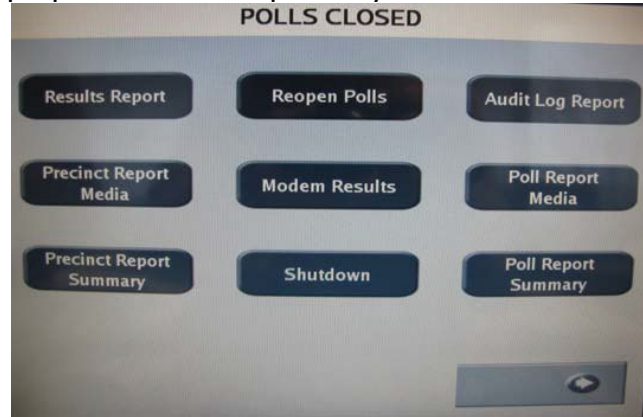 POLLS CLOSED
Results Report
Reopen Polls
Audit Log Report
Precinct Report
Media
Modem Results
Poll Report
Media
Precinct Report
Summary
Shutdown
Poll Report
Summary